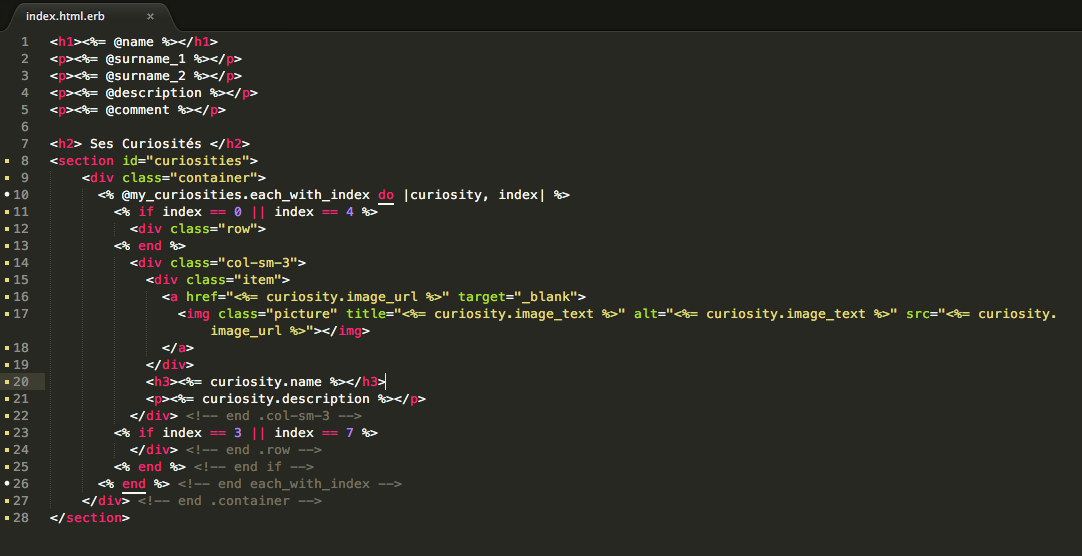 index.html.erb ×
1 <h1><%= @name %></h1>
2 <p><%= @surname_1 %></p>
3 <p><%= @surname_2 %></p>
4 <p><%= @description %></p>
5 <p><%= @comment %></p>
6
7 <h2> Ses Curiosités </h2>
8 <section id="curiosities">
9 <div class="container">
10 <% @my_curiosities.each_with_index do |curiosity, index| %>
11 <% if index == 0 || index == 4 %>
12 <div class="row">
13 <% end %>
14 <div class="col-sm-3">
15 <div class="item">
16 <a href="<%= curiosity.image_url %>" target="_blank">
17 <img class="picture" title="<%= curiosity.image_text %>" alt="<%= curiosity.image_text %>" src="<%= curiosity.
image_url %>"></img>
18 </a>
19 </div>
20 <h3><%= curiosity.name %></h3>
21 <p><%= curiosity.description %></p>
22 </div> <!-- end .col-sm-3 -->
23 <% if index == 3 || index == 7 %>
24 </div> <!-- end .row -->
25 <% end %> <!-- end if -->
26 <% end %> <!-- end each_with_index -->
27 </div> <!-- end .container -->
28 </section>